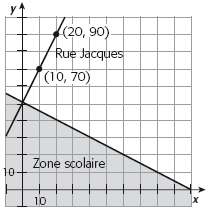 y
(20, 90)
Rue Jacques
(10, 70)
Zone scolaire
10
10
x